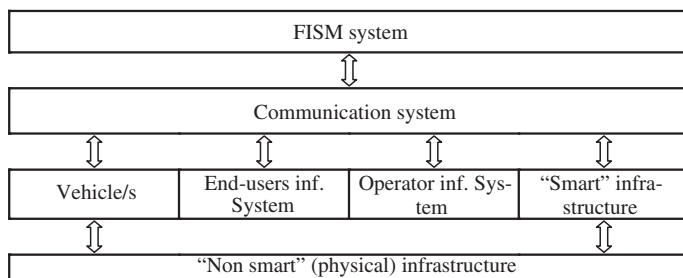 FISM system
Communication system
Vehicle/s
End-users inf.
System
Operator inf. Sys-
tem
“Smart” infra-
structure
“Non smart” (physical) infrastructure